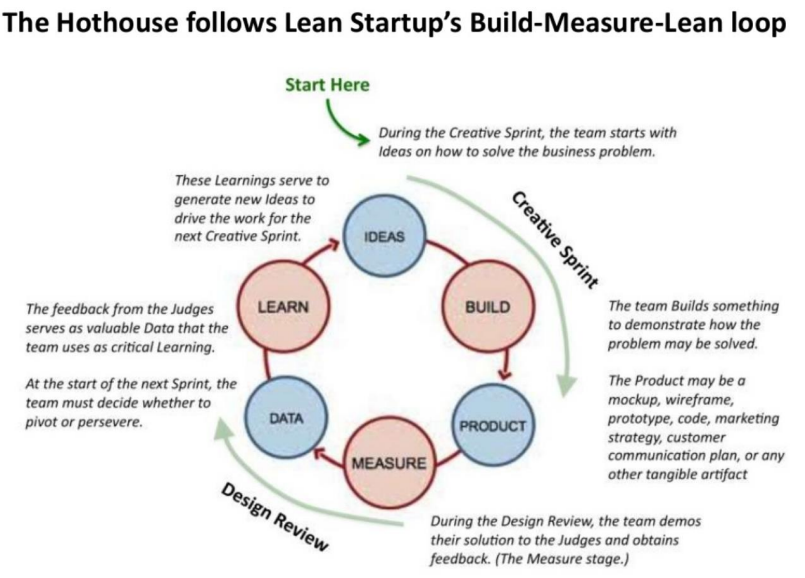 The Hothouse follows Lean Startup's Build-Measure-Lean loop
Start Here
During the Creative Sprint, the team starts with
Ideas on how to solve the business problem.
These Learnings serve to
generate new Ideas to
drive the work for the
next Creative Sprint.
IDEAS
Creative Sprint
LEARN
BUILD
The feedback from the Judges
serves as valuable Data that the
team uses as critical Learning.
At the start of the next Sprint, the
team must decide whether to
pivot or persevere.
The team Builds something
to demonstrate how the
problem may be solved.
The Product may be a
mockup, wireframe,
prototype, code, marketing
strategy, customer
communication plan, or any
other tangible artifact
DATA
PRODUCT
MEASURE
Design Review
During the Design Review, the team demos
their solution to the Judges and obtains
feedback. (The Measure stage.)